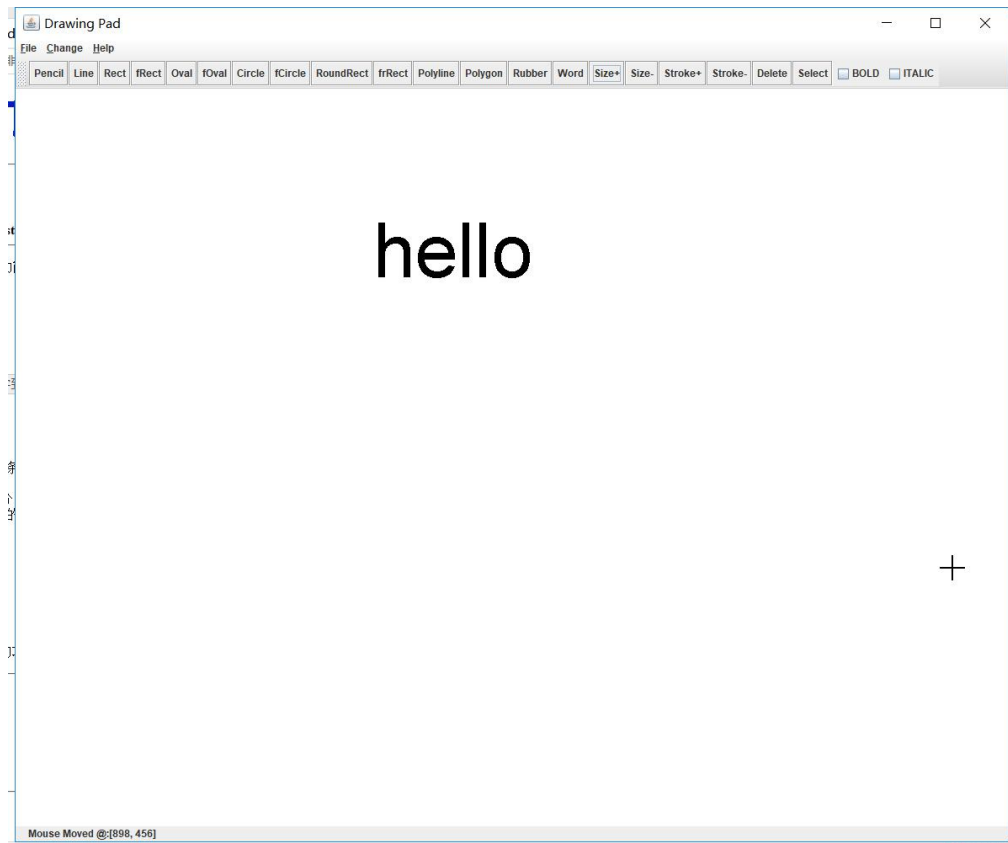 Drawing Pad
File Change Help
Pencil Line Rect fRect Oval fOval Circle fCircle RoundRect frRect Polyline Polygon Rubber Word Size+ Size- Stroke+ Stroke- Delete Select BOLD ITALIC
hello
Mouse Moved @:[898, 456]